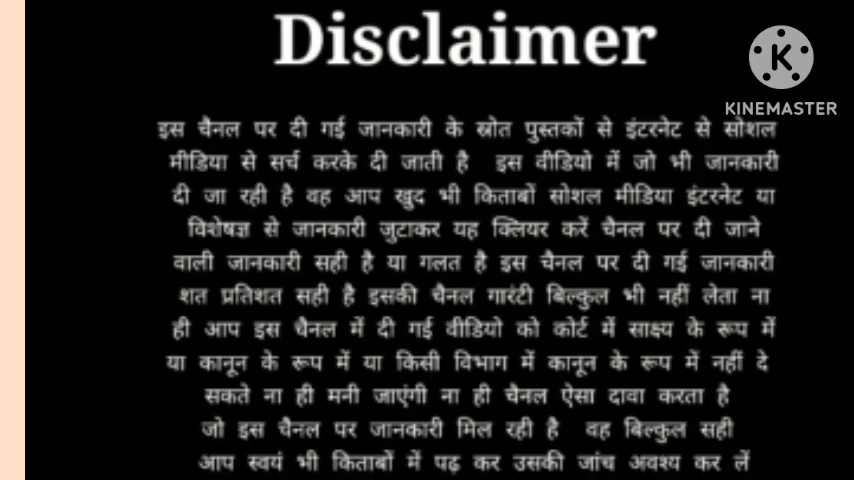 Disclaimer
KINEMASTER
इस चैनल पर दी गई जानकारी के स्रोत पुस्तकों से इंटरनेट से सोशल
मीडिया से सर्च करके दी जाती है इस वीडियो में जो भी जानकारी
दी जा रही है वह आप खुद भी किताबों सोशल मीडिया इंटरनेट या
विशेषज्ञ से जानकारी जुटाकर यह क्लियर करें चैनल पर दी जाने
वाली जानकारी सही है या गलत है इस चैनल पर दी गई जानकारी
शत प्रतिशत सही है इसकी चैनल गारंटी बिल्कुल भी नहीं लेता ना
ही आप इस चैनल में दी गई वीडियो को कोर्ट में साक्ष्य के रूप में
या कानून के रूप में या किसी विभाग में कानून के रूप में नहीं दे
सकते ना ही मनी जाएंगी ना ही चैनल ऐसा दावा करता है
जो इस चैनल पर जानकारी मिल रही है वह बिल्कुल सही
आप स्वयं भी किताबों में पढ़ कर उसकी जांच अवश्य कर लें